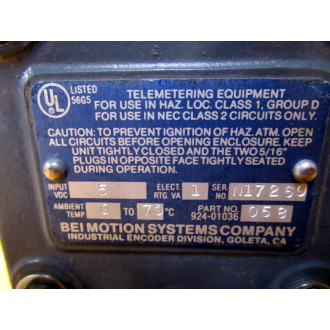 UL
LISTED
56G5
TELEMETERING EQUIPMENT
FOR USE IN HAZ. LOC. CLASS 1, GROUP D
FOR USE IN NEC CLASS 2 CIRCUITS ONLY.
CAUTION: TO PREVENT IGNITION OF HAZ. ATM. OPEN
ALL CIRCUITS BEFORE OPENING ENCLOSURE. KEEP
UNIT TIGHTLY CLOSED AND THE TWO 5/16"
PLUGS IN OPPOSITE FACE TIGHTLY SEATED
DURING OPERATION.
INPUT VDC 5 ELECT. RTG. VA 1 SER NO N17269
AMBIENT TEMP 0 TO 70 °C PART NO. 924-01036 058
BEI MOTION SYSTEMS COMPANY
INDUSTRIAL ENCODER DIVISION, GOLETA, CA